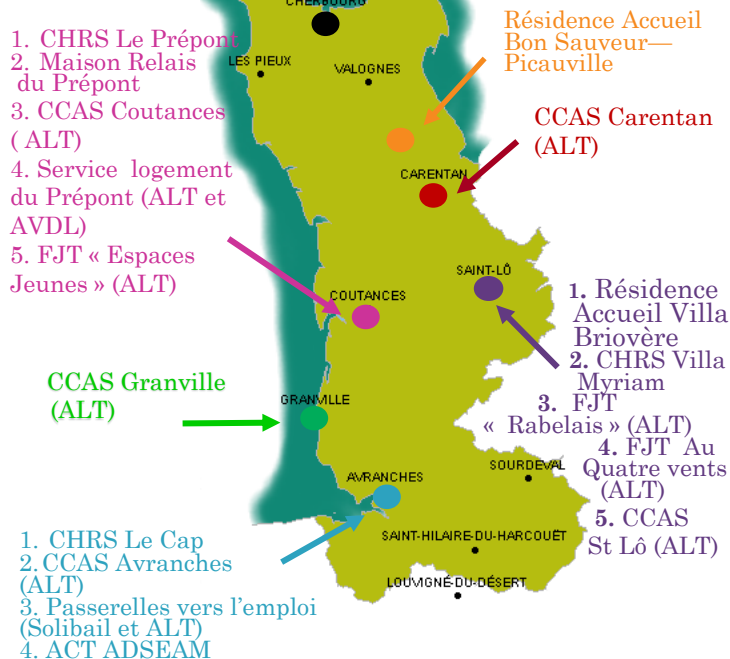 CHERBOURG
1. CHRS Le Prépont
2. Maison Relais
du Prépont
3. CCAS Coutances
( ALT)
4. Service logement
du Prépont (ALT et
AVDL)
5. FJT « Espaces
Jeunes » (ALT)
LES PIEUX
VALOGNES
Résidence Accueil
Bon Sauveur—
Picauville
CCAS Carentan
(ALT)
CARENTAN
SAINT-LÔ
COUTANCES
1. Résidence
Accueil Villa
Briovère
2. CHRS Villa
Myriam
3. FJT
« Rabelais » (ALT)
4. FJT Au
Quatre vents
(ALT)
5. CCAS
St Lô (ALT)
CCAS Granville
(ALT)
GRANVILLE
AVRANCHES
SOURDEVAL
SAINT-HILAIRE-DU-HARCOUËT
LOUVIGNÉ-DU-DÉSERT
1. CHRS Le Cap
2. CCAS Avranches
(ALT)
3. Passerelles vers l'emploi
(Solibail et ALT)
4. ACT ADSEAM